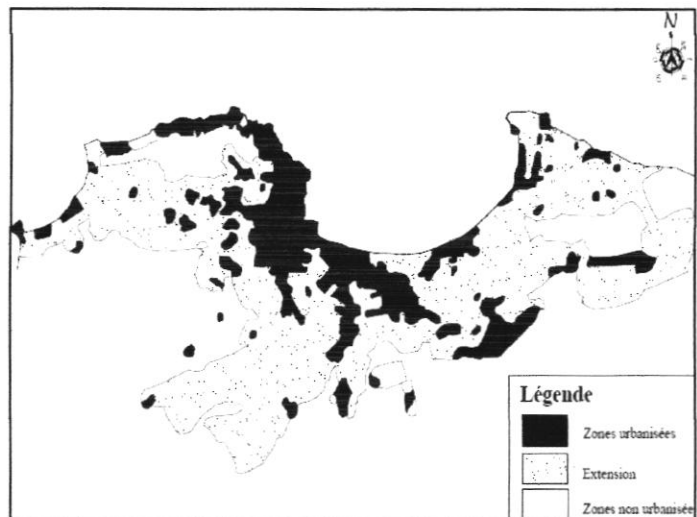 N
Légende
Zones urbanisées
Extension
Zones non urbanisée